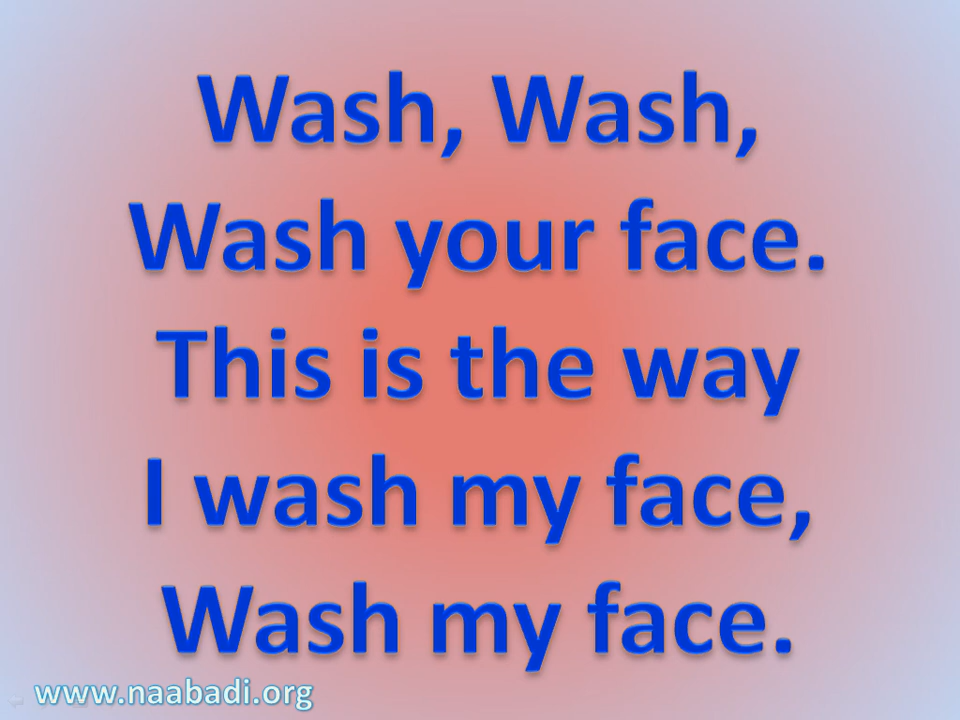 Wash, Wash,
Wash your face.
This is the way
I wash my face,
Wash my face.
www.naabadi.org